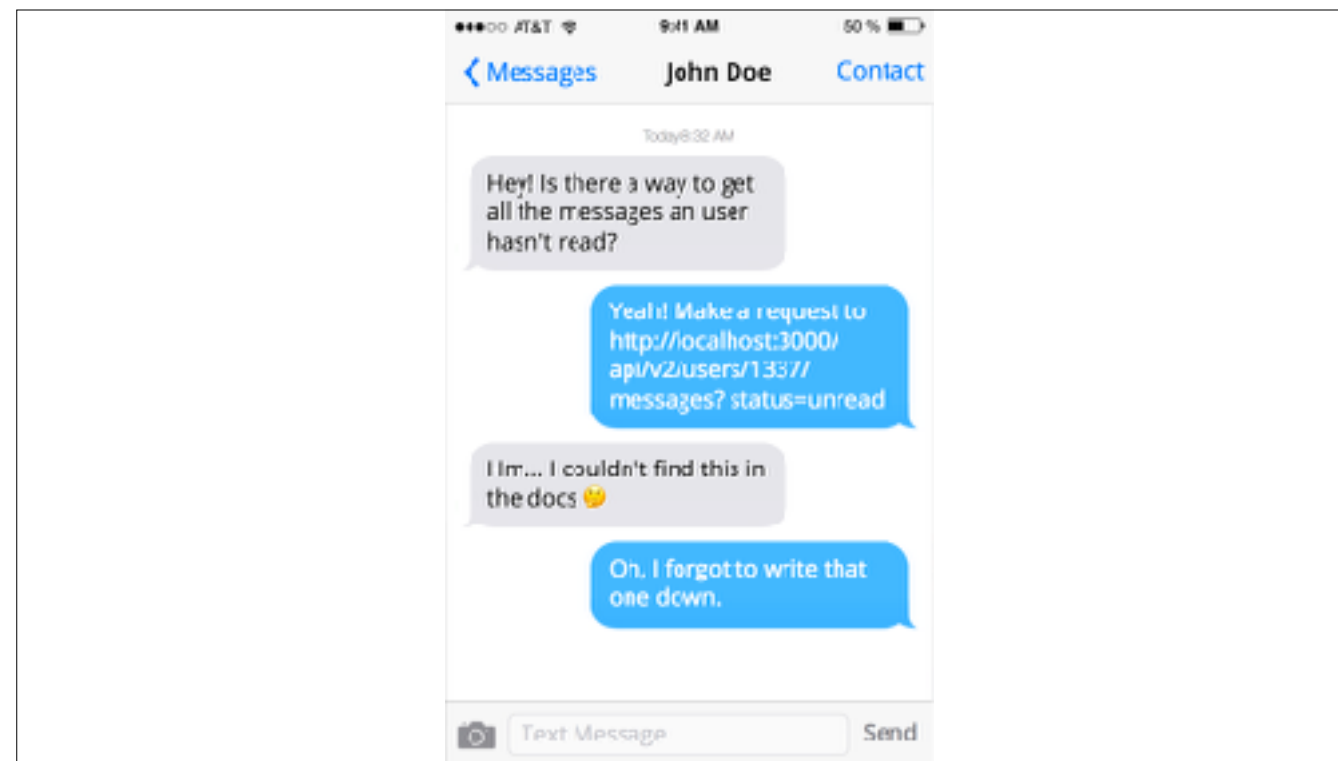 AT&T 9:41 AM 50 %
Messages John Doe Contact
Today 8:32 AM
Hey! Is there a way to get
all the messages an user
hasn't read?
Yeah! Make a request to
http://localhost:3000/
api/v2/users/1337/
messages? status=unread
Hm... I couldn't find this in
the docs 🤔
Oh, I forgot to write that
one down.
Text Message Send